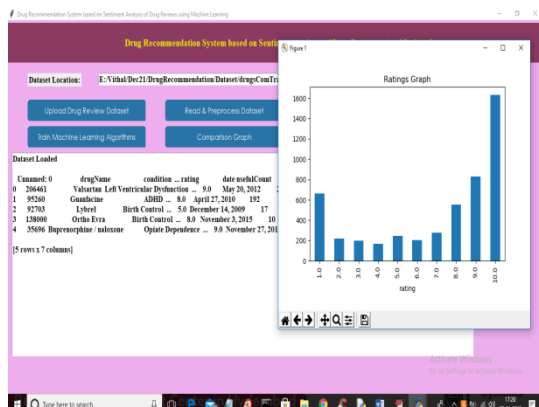 Drug Recommendation System based on Sentiment Analysis of Drug Reviews using Machine Learning
Drug Recommendation System based on Senti
Figure 1
Dataset Location:
E:/Vithal/Dec21/DrugRecommendation/Dataset/drugsComTra
Upload Drug Review Dataset
Read & Preprocess Dataset
Train Machine Learning Algorithms
Comparison Graph
Dataset Loaded
Unnamed: 0 drugName condition ... rating date usefulCount
0 206461 Valsartan Left Ventricular Dysfunction ... 9.0 May 20, 2012
1 95260 Guanfacine ADHD ... 8.0 April 27, 2010 192
2 92703 Lybrel Birth Control ... 5.0 December 14, 2009 17
3 138000 Ortho Evra Birth Control ... 8.0 November 3, 2015 10
4 35696 Buprenorphine / naloxone Opiate Dependence ... 9.0 November 27, 201
[5 rows x 7 columns]
Ratings Graph
1600
1400
1200
1000
800
600
400
200
0
1.0 2.0 3.0 4.0 5.0 6.0 7.0 8.0 9.0 10.0
rating
Activate Windows
Go to Settings to activate Windows.
Type here to search
17:20